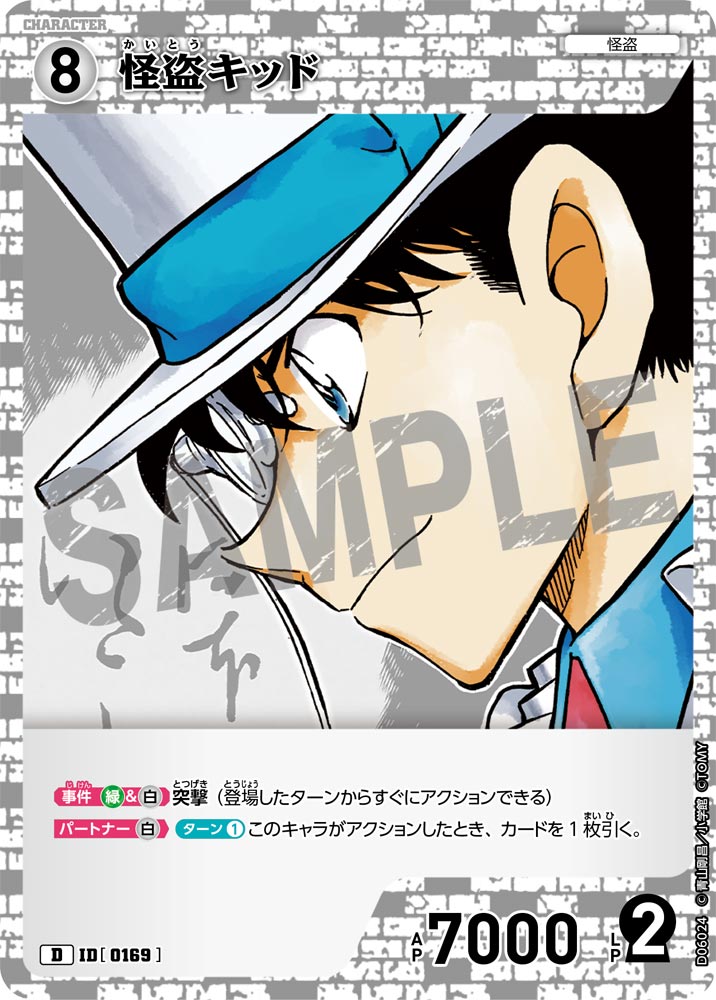 CHARACTER
8
かいとう
怪盗キッド
怪盗
SAMPLE
じけん とつげき とうじょう
事件 緑&白 突撃（登場したターンからすぐにアクションできる）
まいひ
パートナー 白 ターン1 このキャラがアクションしたとき、カードを1枚引く。
D ID[0169]
AP 7000 LP 2
D06024 ©青山剛昌／小学館 ©TOMY